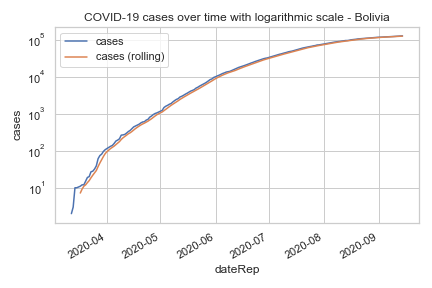 COVID-19 cases over time with logarithmic scale - Bolivia
cases
cases (rolling)
10⁵
10⁴
10³
10²
10¹
cases
2020-04
2020-05
2020-06
2020-07
2020-08
2020-09
dateRep